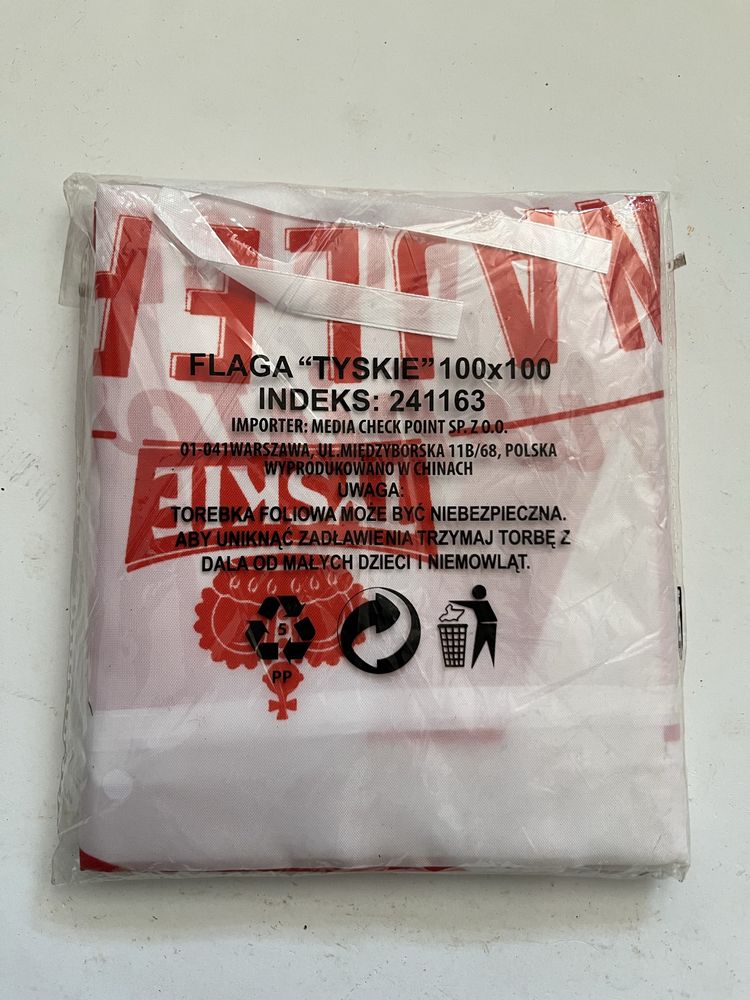 FLAGA “TYSKIE” 100x100
INDEKS: 241163
IMPORTER: MEDIA CHECK POINT SP. Z O.O.
01-041WARSZAWA, UL.MIĘDZYBORSKA 11B/68, POLSKA
WYPRODUKOWANO W CHINACH
UWAGA:
TOREBKA FOLIOWA MOŻE BYĆ NIEBEZPIECZNA.
ABY UNIKNĄĆ ZADŁAWIENIA TRZYMAJ TORBĘ Z
DALA OD MAŁYCH DZIECI I NIEMOWLĄT.
5
PP